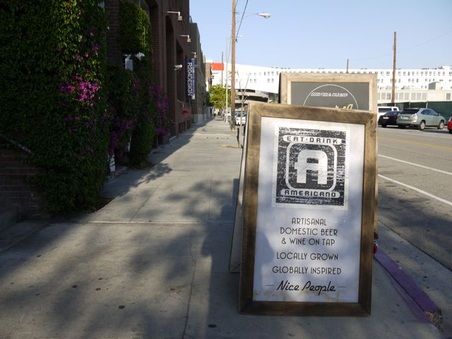 EAT·DRINK
A
AMERICANO
ARTISANAL
DOMESTIC BEER
& WINE ON TAP
LOCALLY GROWN
GLOBALLY INSPIRED
Nice People